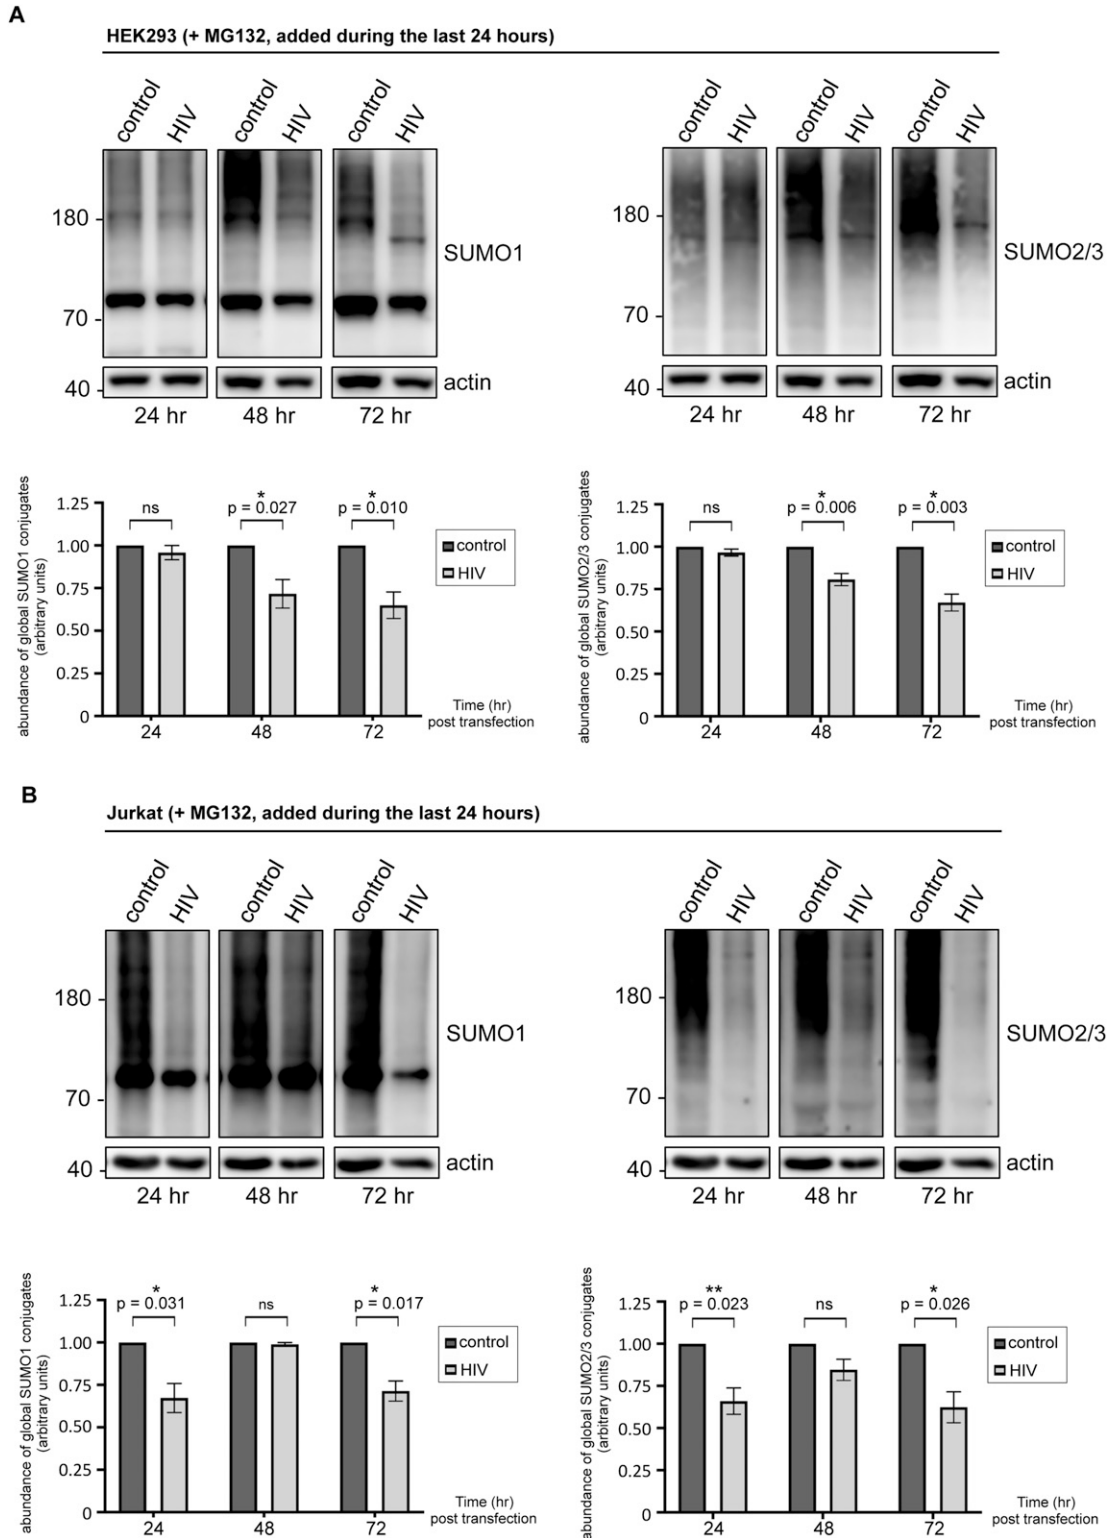 A
HEK293 (+ MG132, added during the last 24 hours)
control HIV control HIV control HIV
180
70
SUMO1
40
actin
24 hr 48 hr 72 hr
control HIV control HIV control HIV
180
70
SUMO2/3
40
actin
24 hr 48 hr 72 hr
abundance of global SUMO1 conjugates
(arbitrary units)
1.25
1.00
0.75
0.50
0.25
0
ns
*
p = 0.027
*
p = 0.010
control
HIV
24 48 72
Time (hr)
post transfection
abundance of global SUMO2/3 conjugates
(arbitrary units)
1.25
1.00
0.75
0.50
0.25
0
ns
*
p = 0.006
*
p = 0.003
control
HIV
24 48 72
Time (hr)
post transfection
B
Jurkat (+ MG132, added during the last 24 hours)
control HIV control HIV control HIV
180
70
SUMO1
40
actin
24 hr 48 hr 72 hr
control HIV control HIV control HIV
180
70
SUMO2/3
40
actin
24 hr 48 hr 72 hr
abundance of global SUMO1 conjugates
(arbitrary units)
1.25
1.00
0.75
0.50
0.25
0
*
p = 0.031
ns
*
p = 0.017
control
HIV
24 48 72
Time (hr)
post transfection
abundance of global SUMO2/3 conjugates
(arbitrary units)
1.25
1.00
0.75
0.50
0.25
0
**
p = 0.023
ns
*
p = 0.026
control
HIV
24 48 72
Time (hr)
post transfection